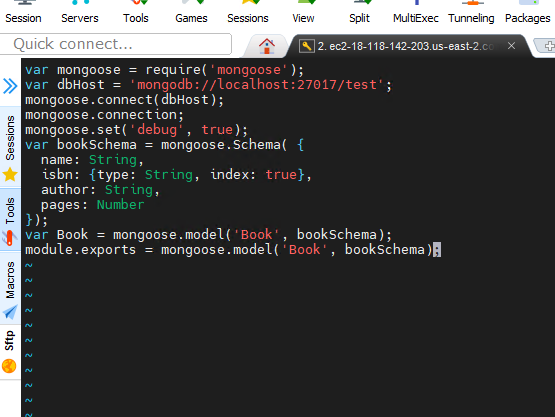 Session Servers Tools Games Sessions View Split MultiExec Tunneling Packages
Quick connect...
2. ec2-18-118-142-203.us-east-2.co
Sessions
Tools
Macros
Sftp
var mongoose = require('mongoose');
var dbHost = 'mongodb://localhost:27017/test';
mongoose.connect(dbHost);
mongoose.connection;
mongoose.set('debug', true);
var bookSchema = mongoose.Schema( {
  name: String,
  isbn: {type: String, index: true},
  author: String,
  pages: Number
});
var Book = mongoose.model('Book', bookSchema);
module.exports = mongoose.model('Book', bookSchema);
~
~
~
~
~
~
~
~
~
~